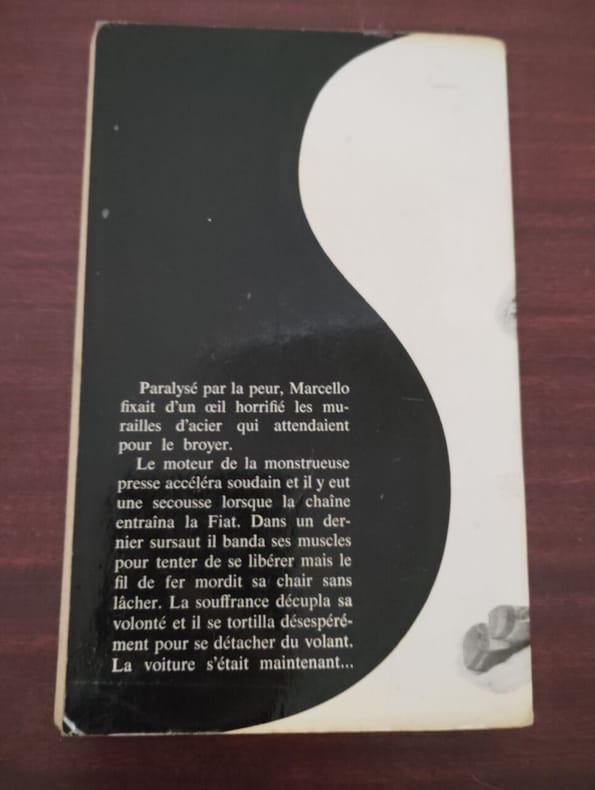 Paralysé par la peur, Marcello
fixait d'un œil horrifié les mu-
railles d'acier qui attendaient
pour le broyer.
Le moteur de la monstrueuse
presse accéléra soudain et il y eut
une secousse lorsque la chaîne
entraîna la Fiat. Dans un der-
nier sursaut il banda ses muscles
pour tenter de se libérer mais le
fil de fer mordit sa chair sans
lâcher. La souffrance décupla sa
volonté et il se tortilla désespéré-
ment pour se détacher du volant.
La voiture s'était maintenant...